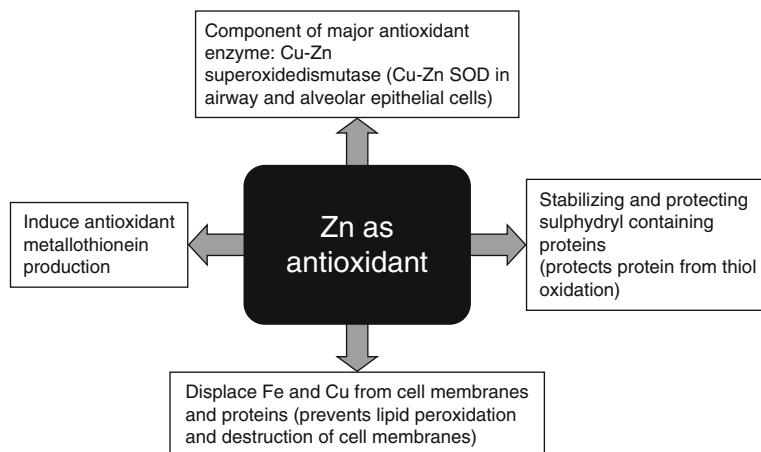 Component of major antioxidant
enzyme: Cu-Zn
superoxidedismutase (Cu-Zn SOD in
airway and alveolar epithelial cells)
Induce antioxidant
metallothionein
production
Zn as
antioxidant
Stabilizing and protecting
sulphydryl containing
proteins
(protects protein from thiol
oxidation)
Displace Fe and Cu from cell membranes
and proteins (prevents lipid peroxidation
and destruction of cell membranes)